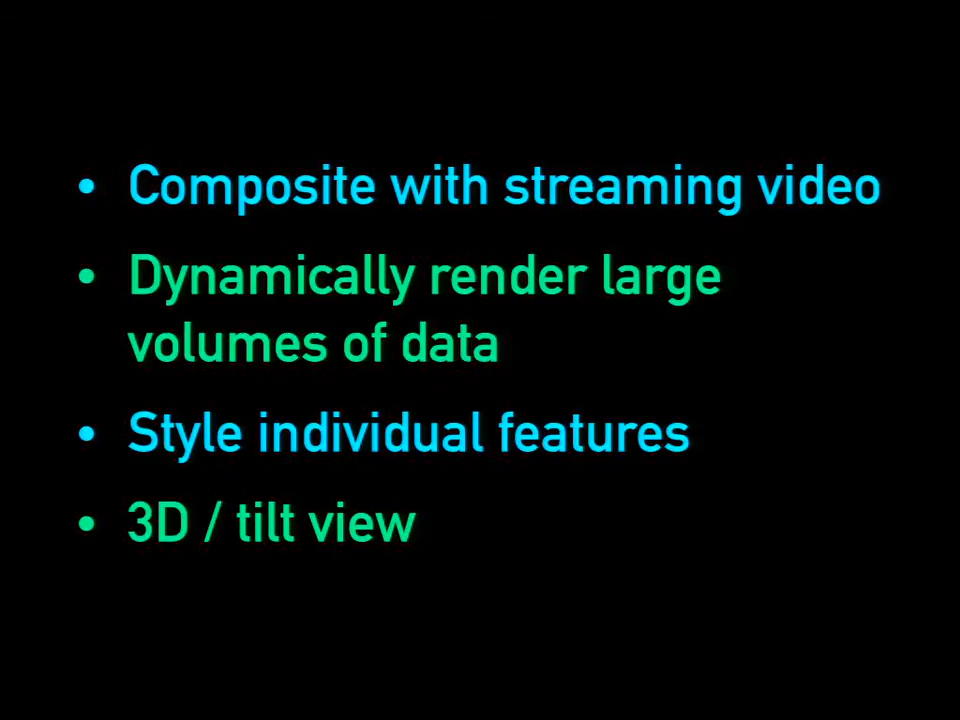 • Composite with streaming video
• Dynamically render large
volumes of data
• Style individual features
• 3D / tilt view